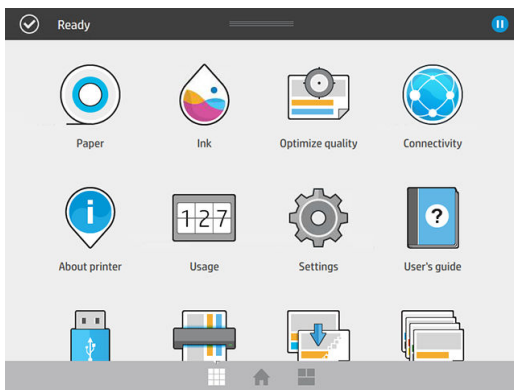 Ready
Paper
Ink
Optimize quality
Connectivity
i
127
?
About printer
Usage
Settings
User's guide